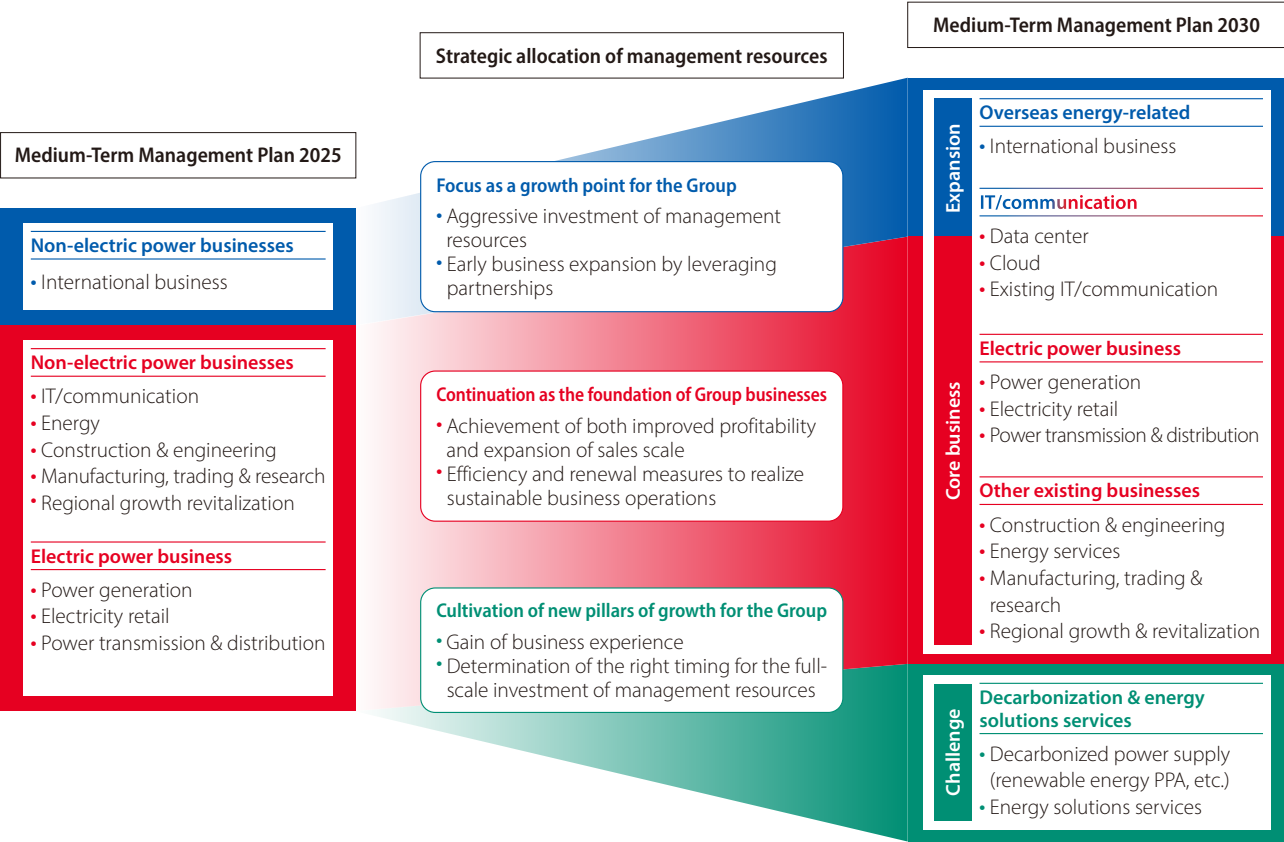 Medium-Term Management Plan 2025
Non-electric power businesses
• International business
Non-electric power businesses
• IT/communication
• Energy
• Construction & engineering
• Manufacturing, trading & research
• Regional growth revitalization
Electric power business
• Power generation
• Electricity retail
• Power transmission & distribution
Strategic allocation of management resources
Focus as a growth point for the Group
• Aggressive investment of management
resources
• Early business expansion by leveraging
partnerships
Continuation as the foundation of Group businesses
• Achievement of both improved profitability
and expansion of sales scale
• Efficiency and renewal measures to realize
sustainable business operations
Cultivation of new pillars of growth for the Group
• Gain of business experience
• Determination of the right timing for the full-
scale investment of management resources
Medium-Term Management Plan 2030
Expansion
Overseas energy-related
• International business
IT/communication
• Data center
• Cloud
• Existing IT/communication
Core business
Electric power business
• Power generation
• Electricity retail
• Power transmission & distribution
Other existing businesses
• Construction & engineering
• Energy services
• Manufacturing, trading &
research
• Regional growth & revitalization
Challenge
Decarbonization & energy
solutions services
• Decarbonized power supply
(renewable energy PPA, etc.)
• Energy solutions services